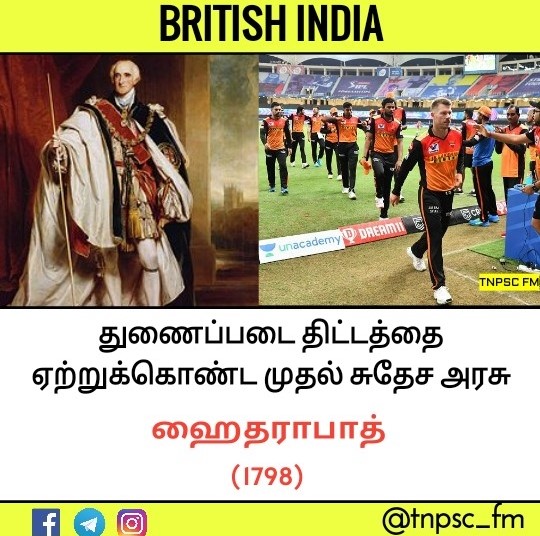 BRITISH INDIA
unacademy
DREAM11
TNPSC FM
துணைப்படை திட்டத்தை
ஏற்றுக்கொண்ட முதல் சுதேச அரசு
ஹைதராபாத்
(1798)
@tnpsc_fm